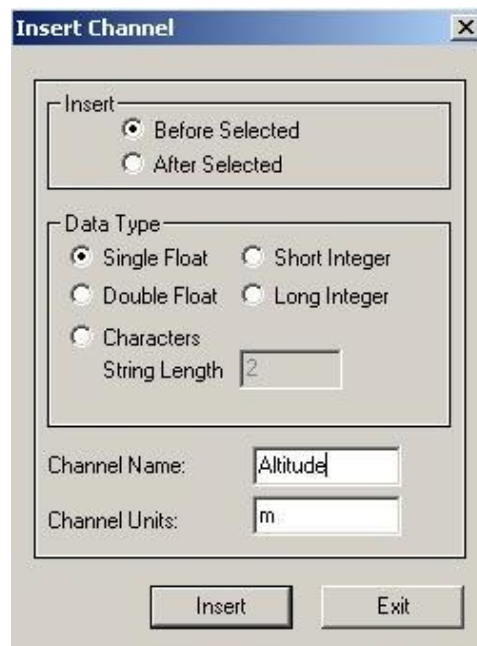 Insert Channel
Insert
Before Selected
After Selected
Data Type
Single Float Short Integer
Double Float Long Integer
Characters
String Length 2
Channel Name: Altitude
Channel Units: m
Insert Exit